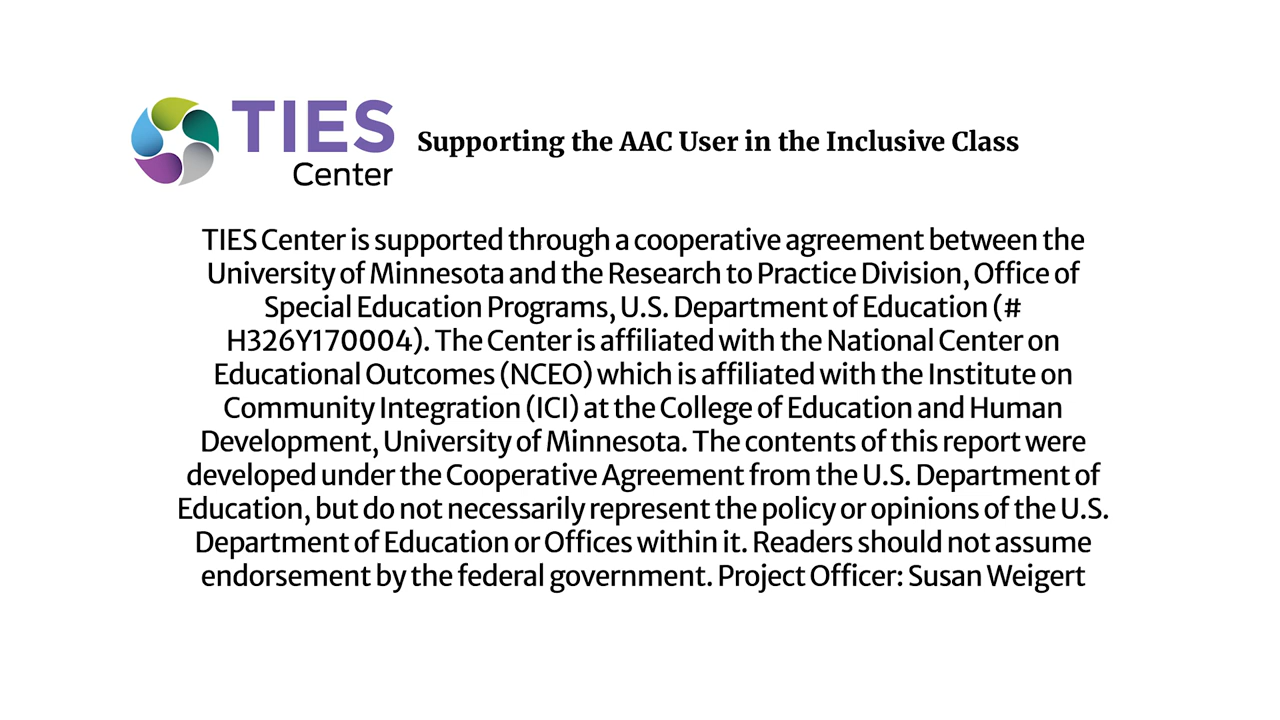 TIES
Center
Supporting the AAC User in the Inclusive Class
TIES Center is supported through a cooperative agreement between the
University of Minnesota and the Research to Practice Division, Office of
Special Education Programs, U.S. Department of Education (#
H326Y170004). The Center is affiliated with the National Center on
Educational Outcomes (NCEO) which is affiliated with the Institute on
Community Integration (ICI) at the College of Education and Human
Development, University of Minnesota. The contents of this report were
developed under the Cooperative Agreement from the U.S. Department of
Education, but do not necessarily represent the policy or opinions of the U.S.
Department of Education or Offices within it. Readers should not assume
endorsement by the federal government. Project Officer: Susan Weigert